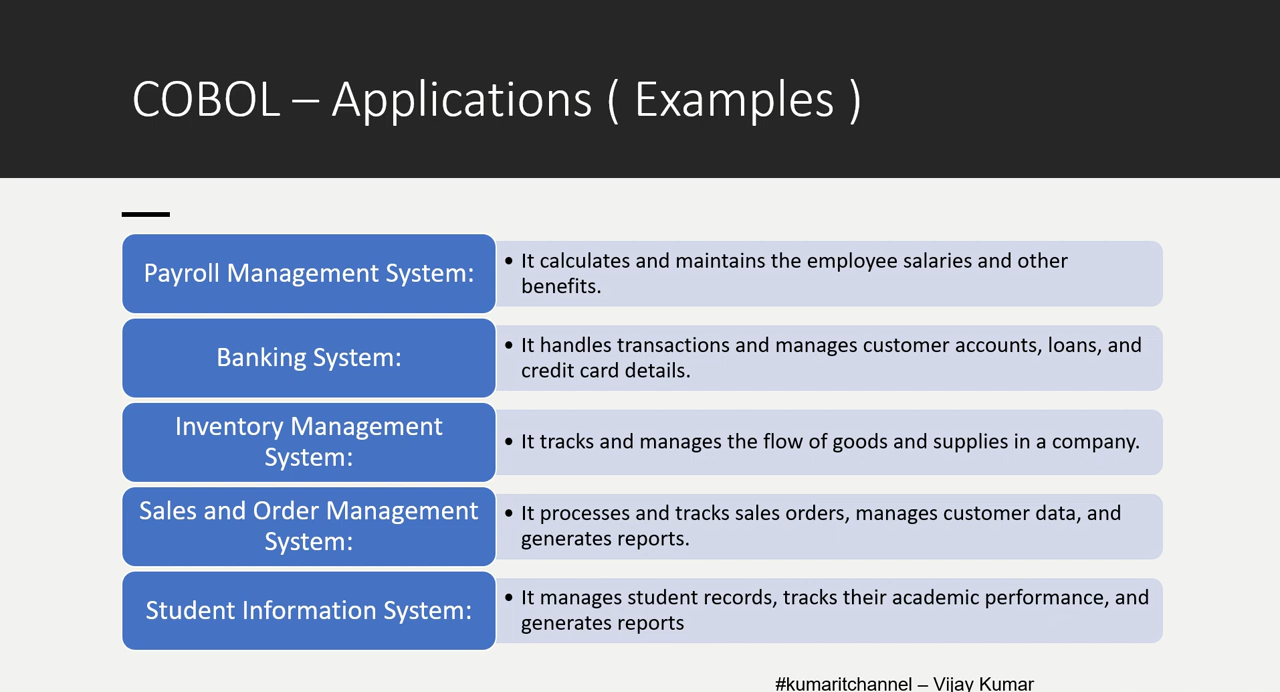 COBOL – Applications ( Examples )
Payroll Management System:
• It calculates and maintains the employee salaries and other
benefits.
Banking System:
• It handles transactions and manages customer accounts, loans, and
credit card details.
Inventory Management
System:
• It tracks and manages the flow of goods and supplies in a company.
Sales and Order Management
System:
• It processes and tracks sales orders, manages customer data, and
generates reports.
Student Information System:
• It manages student records, tracks their academic performance, and
generates reports
#kumaritchannel – Vijay Kumar